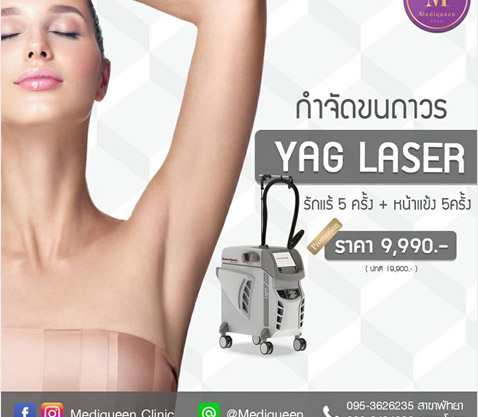 M
Mediqueen
กำจัดขนถาวร
YAG LASER
รักแร้ 5 ครั้ง + หน้าแข้ง 5ครั้ง
Promotion
ราคา 9,990.-
( ปกติ 19,900.- )
095-3626235 สาขาพัทยา
Mediqueen Clinic
@Mediqueen